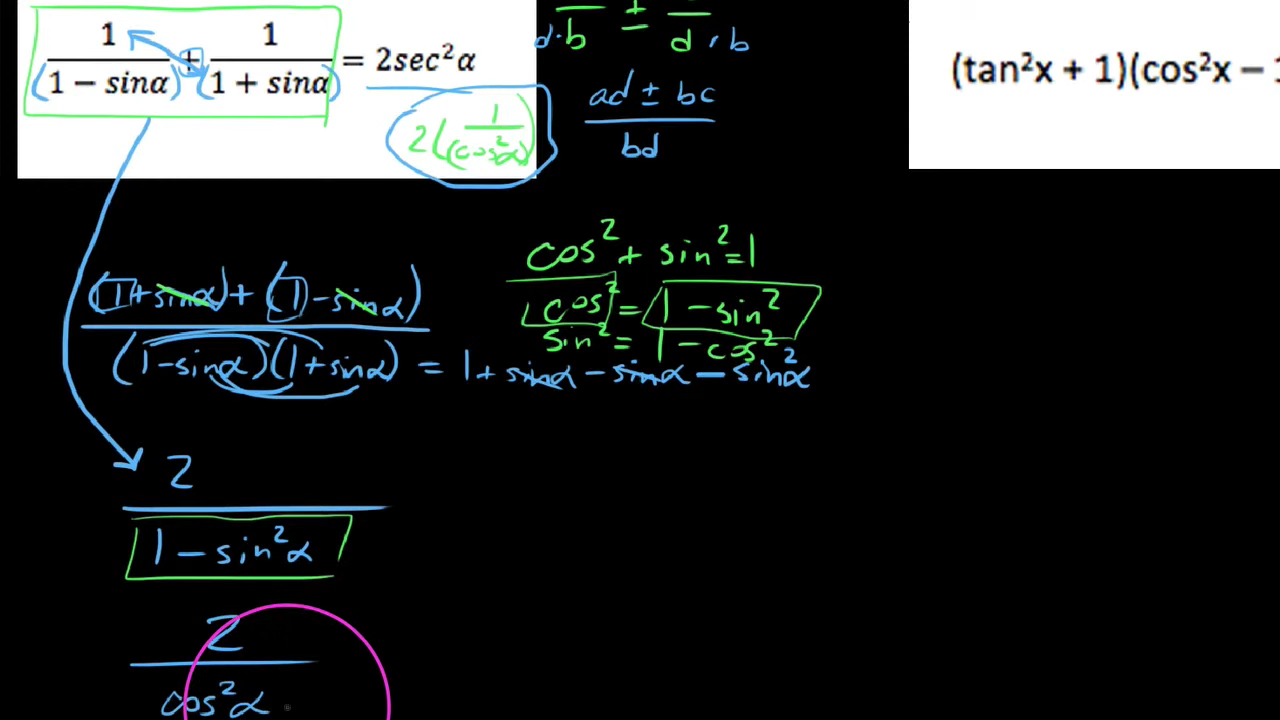 1/(1 − sinα) + 1/(1 + sinα) = 2sec²α
2(1/(cos²α))
d·b ± d·b
(ad ± bc)/bd
(tan²x + 1)(cos²x −
cos² + sin² = 1
cos² = 1 − sin²
sin² = 1 − cos²
(1 + sinα) + (1 − sinα)
(1 − sinα)(1 + sinα) = 1 + sinα − sinα − sin²α
2
1 − sin²α
2
cos²α